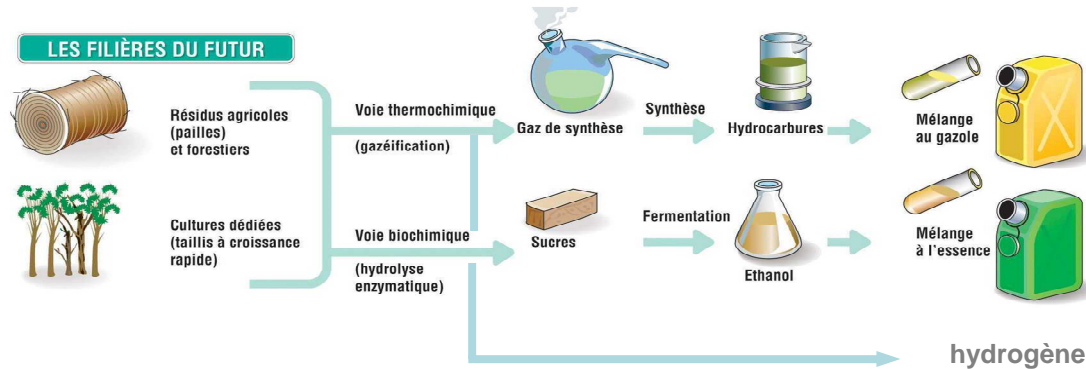 LES FILIÈRES DU FUTUR
Résidus agricoles
(pailles)
et forestiers
Voie thermochimique
(gazéification)
Gaz de synthèse
Synthèse
Hydrocarbures
Mélange
au gazole
Cultures dédiées
(taillis à croissance
rapide)
Voie biochimique
(hydrolyse
enzymatique)
Sucres
Fermentation
Ethanol
Mélange
à l'essence
hydrogène